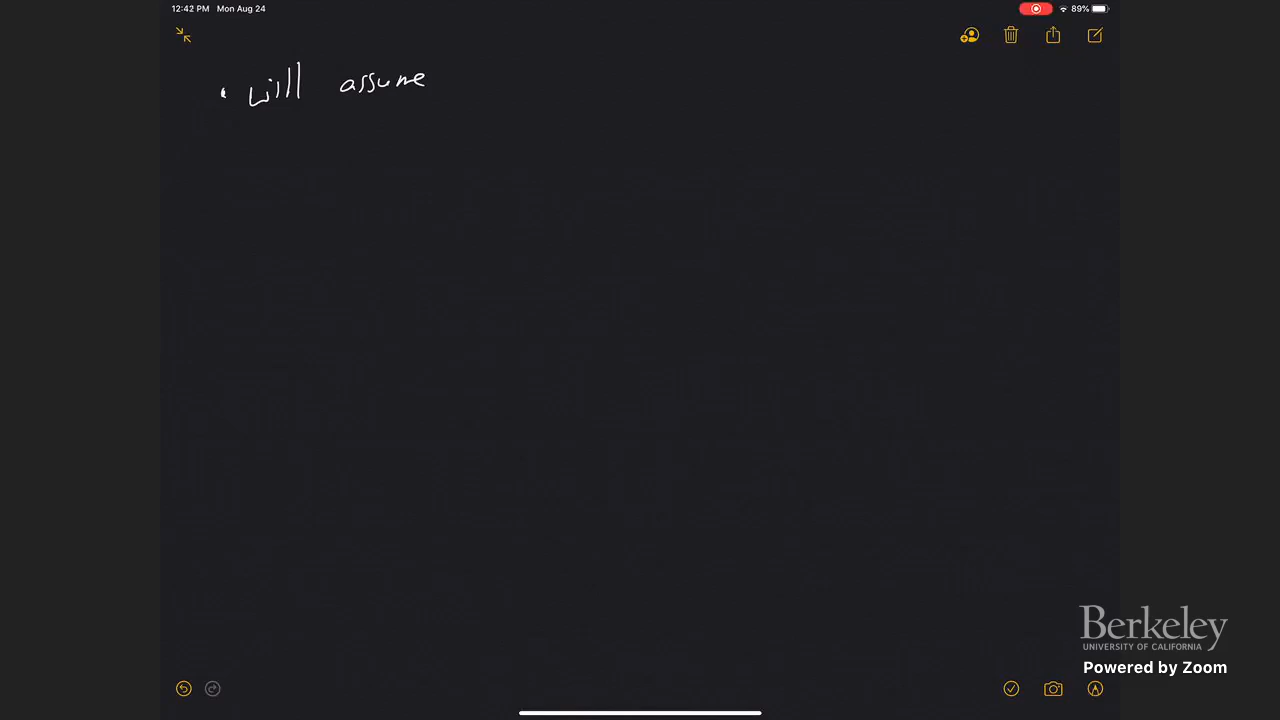 12:42 PM Mon Aug 24 89%
• will assume
Berkeley
UNIVERSITY OF CALIFORNIA
Powered by Zoom